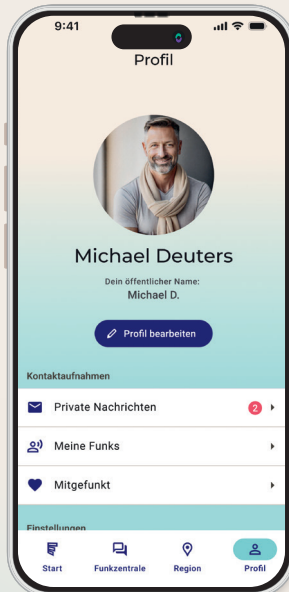 9:41
Profil
Michael Deuters
Dein öffentlicher Name:
Michael D.
Profil bearbeiten
Kontaktaufnahmen
Private Nachrichten 2
Meine Funks
Mitgefunkt
Einstellungen
Start Funkzentrale Region Profil